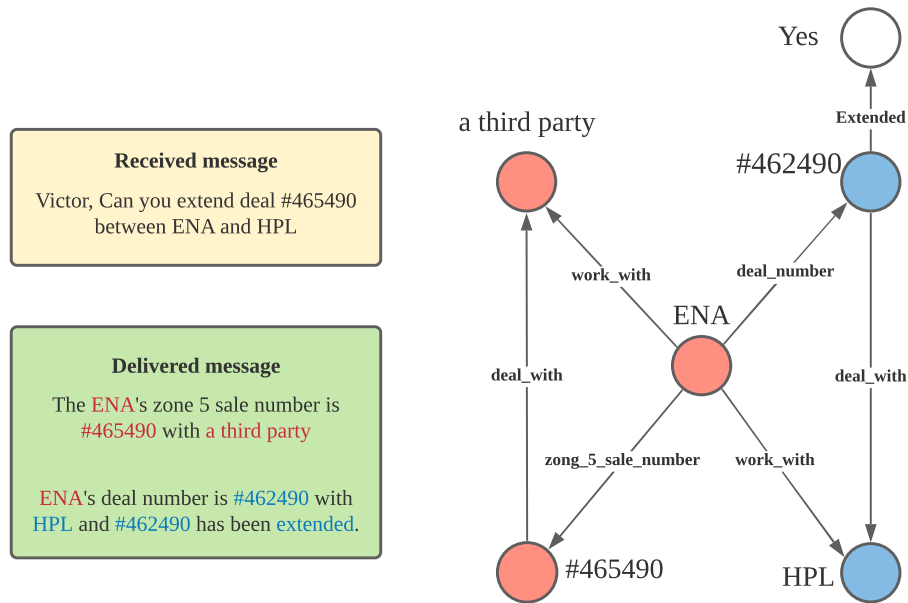 Received message
Victor, Can you extend deal #465490
between ENA and HPL
Delivered message
The ENA's zone 5 sale number is
#465490 with a third party
ENA's deal number is #462490 with
HPL and #462490 has been extended.
Yes
Extended
a third party
#462490
work_with
deal_number
ENA
deal_with
deal_with
zong_5_sale_number
work_with
#465490
HPL